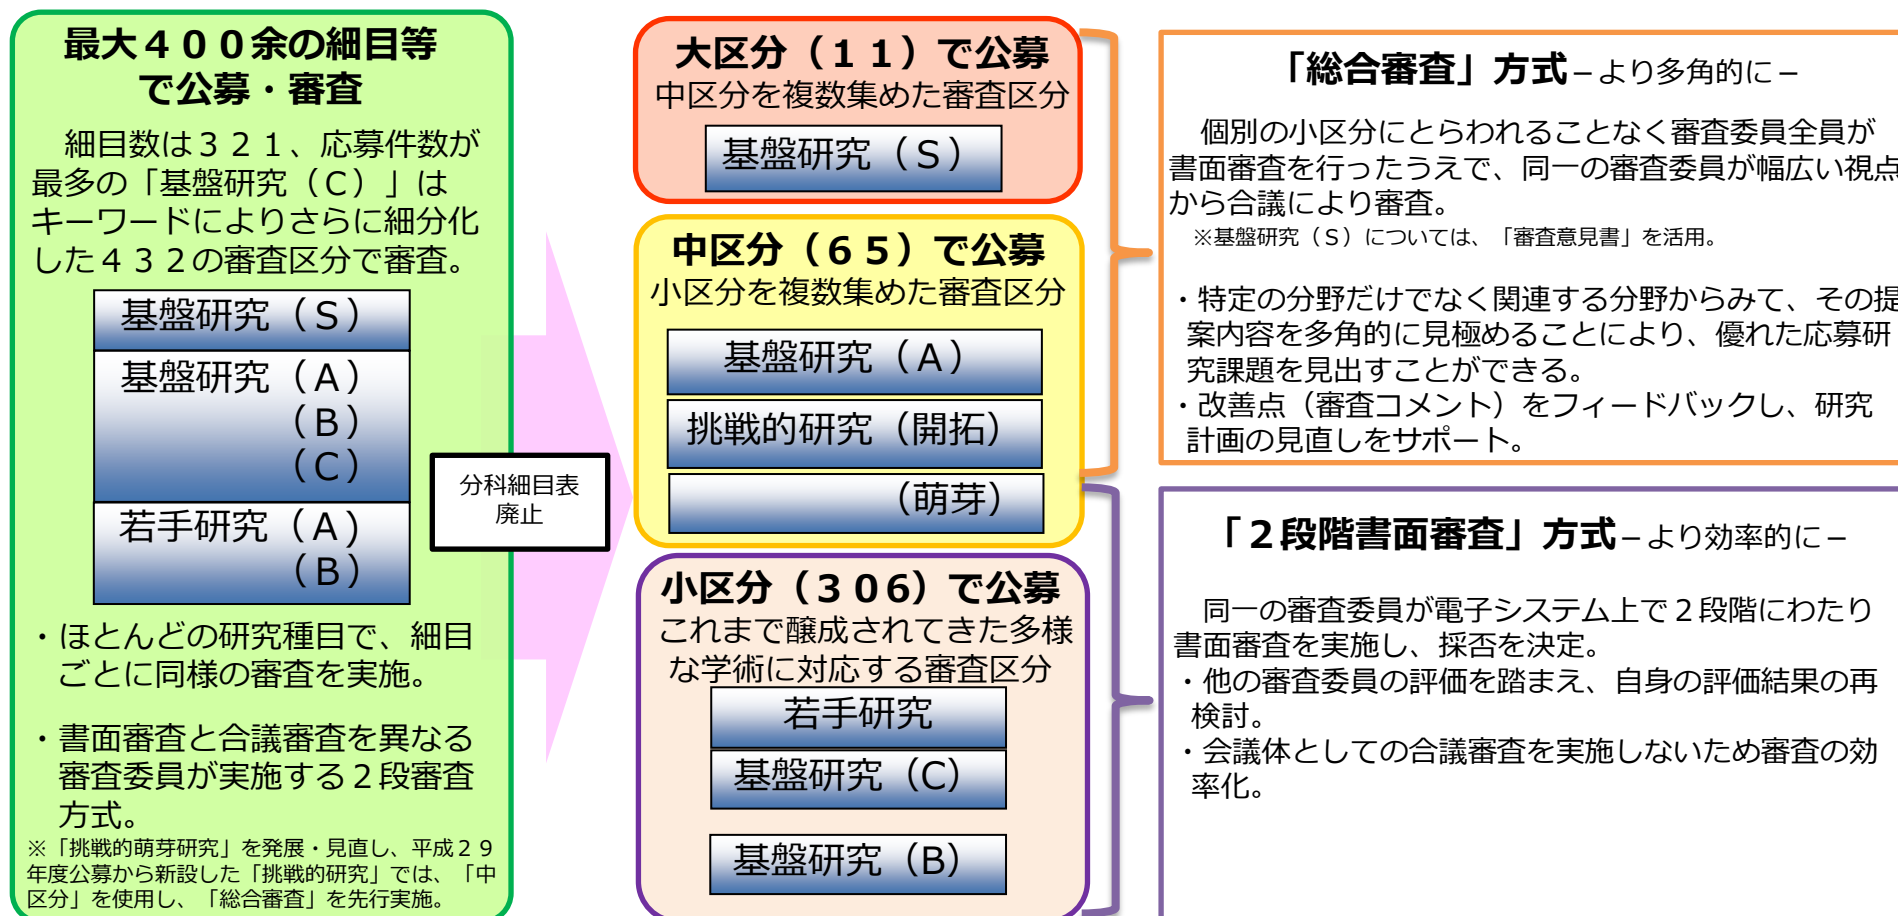 最大４００余の細目等
で公募・審査
細目数は３２１、応募件数が
最多の「基盤研究（Ｃ）」は
キーワードによりさらに細分化
した４３２の審査区分で審査。
基盤研究（Ｓ）
基盤研究（Ａ）
（Ｂ）
（Ｃ）
若手研究（Ａ）
（Ｂ）
・ほとんどの研究種目で、細目
ごとに同様の審査を実施。
・書面審査と合議審査を異なる
審査委員が実施する２段審査
方式。
※「挑戦的萌芽研究」を発展・見直し、平成２９
年度公募から新設した「挑戦的研究」では、「中
区分」を使用し、「総合審査」を先行実施。
分科細目表
廃止
大区分（１１）で公募
中区分を複数集めた審査区分
基盤研究（Ｓ）
中区分（６５）で公募
小区分を複数集めた審査区分
基盤研究（Ａ）
挑戦的研究（開拓）
（萌芽）
小区分（３０６）で公募
これまで醸成されてきた多様
な学術に対応する審査区分
若手研究
基盤研究（C）
基盤研究（B）
「総合審査」方式－より多角的に－
個別の小区分にとらわれることなく審査委員全員が
書面審査を行ったうえで、同一の審査委員が幅広い視点
から合議により審査。
※基盤研究（Ｓ）については、「審査意見書」を活用。
・特定の分野だけでなく関連する分野からみて、その提
案内容を多角的に見極めることにより、優れた応募研
究課題を見出すことができる。
・改善点（審査コメント）をフィードバックし、研究
計画の見直しをサポート。
「２段階書面審査」方式－より効率的に－
同一の審査委員が電子システム上で２段階にわたり
書面審査を実施し、採否を決定。
・他の審査委員の評価を踏まえ、自身の評価結果の再
検討。
・会議体としての合議審査を実施しないため審査の効
率化。